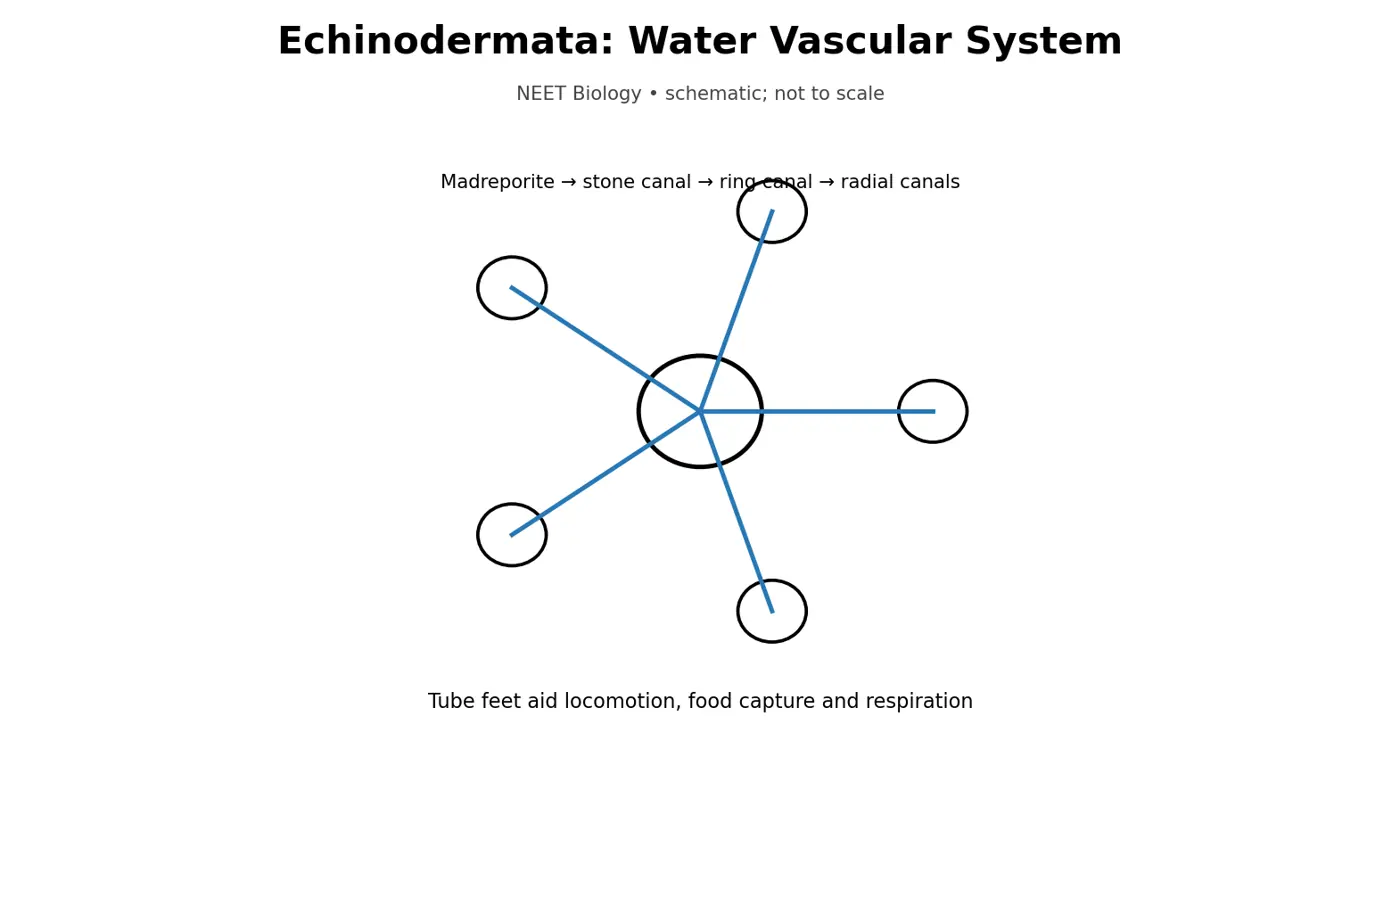 Echinodermata: Water Vascular System
NEET Biology • schematic; not to scale
Madreporite → stone canal → ring canal → radial canals
Tube feet aid locomotion, food capture and respiration